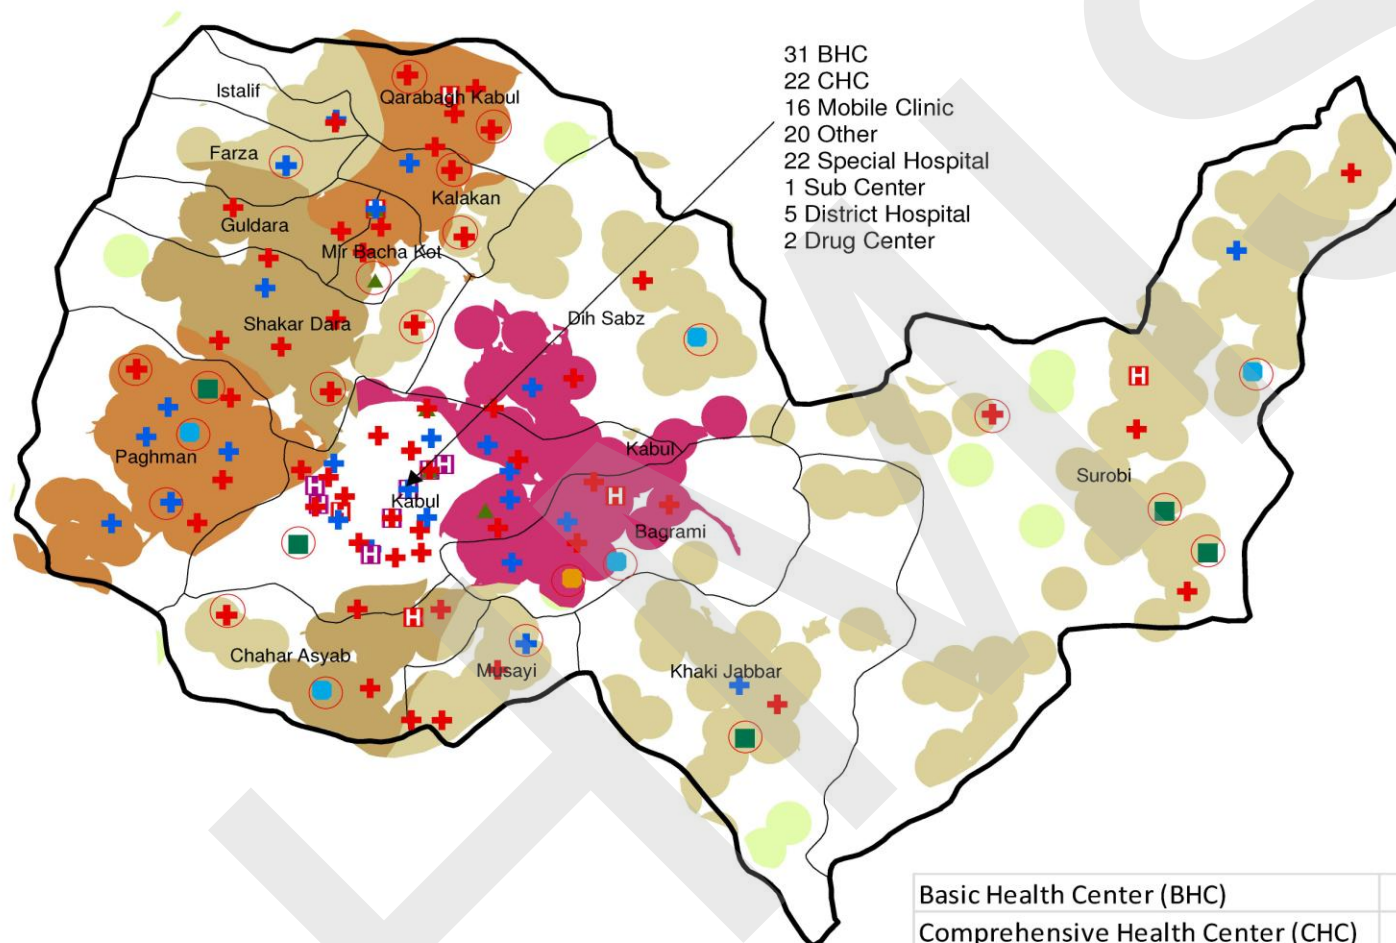 31 BHC
22 CHC
16 Mobile Clinic
20 Other
22 Special Hospital
1 Sub Center
5 District Hospital
2 Drug Center
Istalif
Qarabagh Kabul
Farza
Kalakan
Guldara
Mir Bacha Kot
Shakar Dara
Dih Sabz
Paghman
Kabul
Kabul
Surobi
Bagrami
Chahar Asyab
Musayi
Khaki Jabbar
Basic Health Center (BHC)
Comprehensive Health Center (CHC)
H
H
H
H
H
H
H
H
H
H
H
H